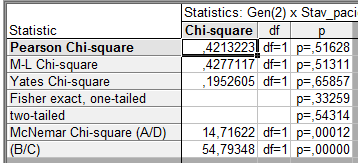 Statistics: Gen(2) x Stav_paci
Statistic Chi-square df p
Pearson Chi-square ,4213223 df=1 p=,51628
M-L Chi-square ,4277117 df=1 p=,51311
Yates Chi-square ,1952605 df=1 p=,65857
Fisher exact, one-tailed p=,33259
two-tailed p=,54314
McNemar Chi-square (A/D) 14,71622 df=1 p=,00012
(B/C) 54,79348 df=1 p=,00000